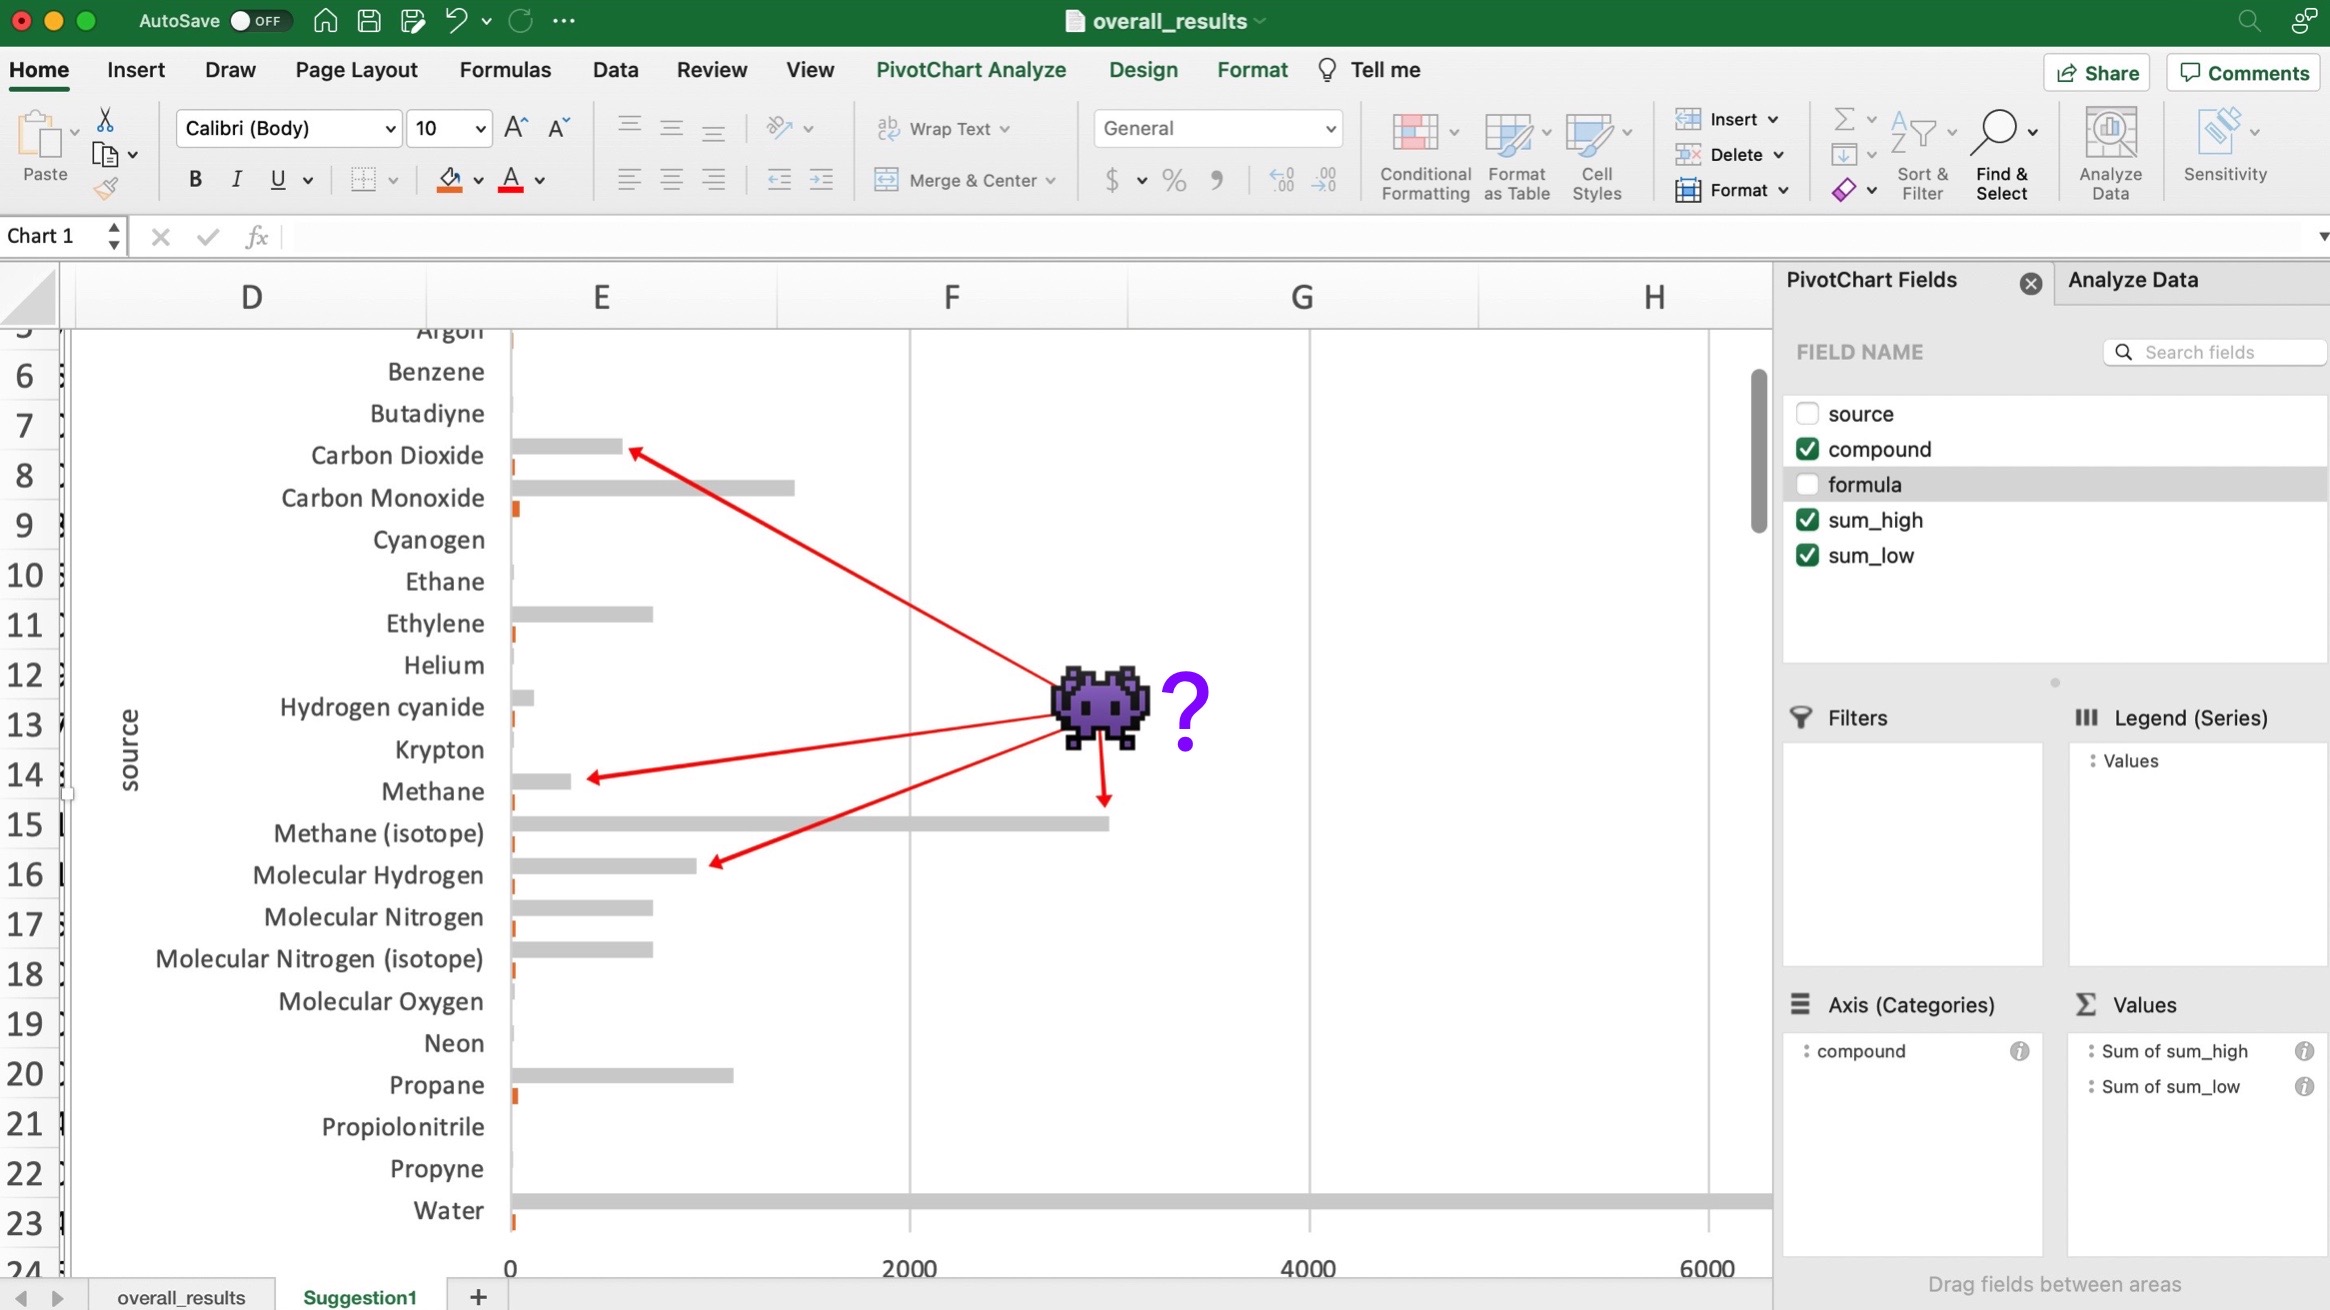 AutoSave OFF overall_results
Home Insert Draw Page Layout Formulas Data Review View PivotChart Analyze Design Format Tell me Share Comments
Paste
Calibri (Body) 10
B I U
Wrap Text
Merge & Center
General
$ %
Conditional Formatting
Format as Table
Cell Styles
Insert
Delete
Format
Sort & Filter
Find & Select
Analyze Data
Sensitivity
Chart 1 fx
D E F G H
6
7
8
9
10
11
12
13
14
15
16
17
18
19
20
21
22
23
24
source
Argon
Benzene
Butadiyne
Carbon Dioxide
Carbon Monoxide
Cyanogen
Ethane
Ethylene
Helium
Hydrogen cyanide
Krypton
Methane
Methane (isotope)
Molecular Hydrogen
Molecular Nitrogen
Molecular Nitrogen (isotope)
Molecular Oxygen
Neon
Propane
Propiolonitrile
Propyne
Water
?
0 2000 4000 6000
PivotChart Fields Analyze Data
FIELD NAME Search fields
source
compound
formula
sum_high
sum_low
Filters
Legend (Series)
Values
Axis (Categories)
compound
Values
Sum of sum_high
Sum of sum_low
Drag fields between areas
overall_results Suggestion1 +